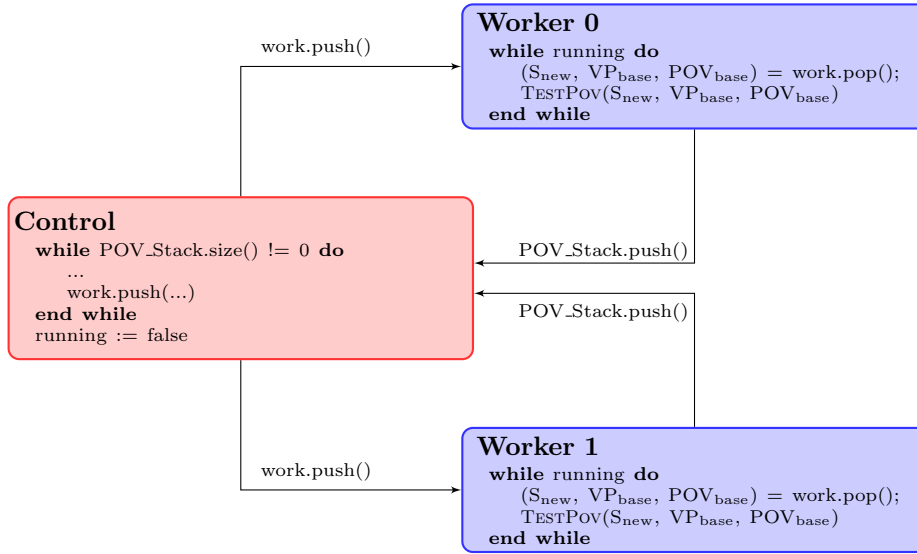 Worker 0
while running do
(S_new, VP_base, POV_base) = work.pop();
TESTPOV(S_new, VP_base, POV_base)
end while
work.push()
POV_Stack.push()
Control
while POV_Stack.size() != 0 do
...
work.push(...)
end while
running := false
POV_Stack.push()
work.push()
Worker 1
while running do
(S_new, VP_base, POV_base) = work.pop();
TESTPOV(S_new, VP_base, POV_base)
end while